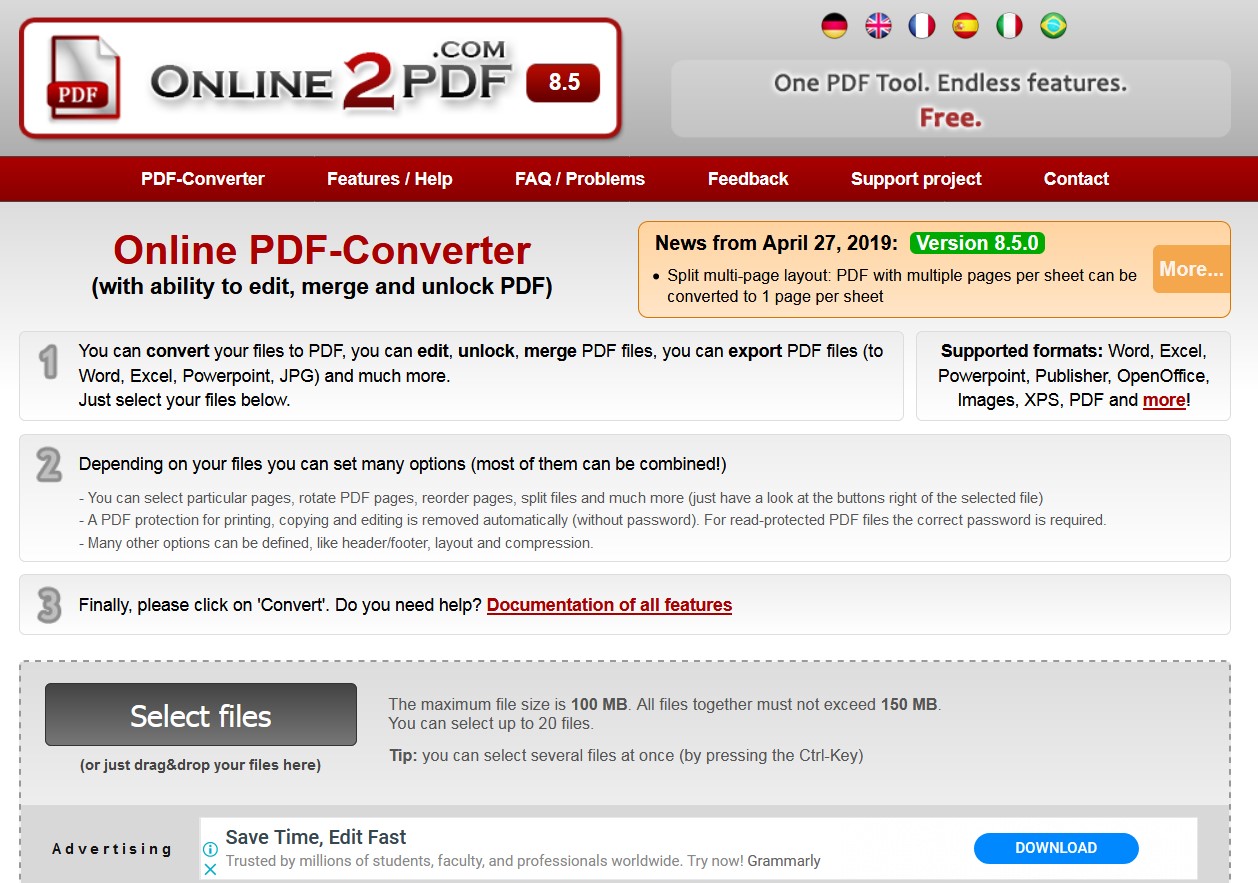 PDF
ONLINE2PDF.COM
8.5
One PDF Tool. Endless features.
Free.
PDF-Converter
Features / Help
FAQ / Problems
Feedback
Support project
Contact
Online PDF-Converter
(with ability to edit, merge and unlock PDF)
News from April 27, 2019: Version 8.5.0
• Split multi-page layout: PDF with multiple pages per sheet can be
converted to 1 page per sheet
More...
1
You can convert your files to PDF, you can edit, unlock, merge PDF files, you can export PDF files (to
Word, Excel, Powerpoint, JPG) and much more.
Just select your files below.
Supported formats: Word, Excel,
Powerpoint, Publisher, OpenOffice,
Images, XPS, PDF and more!
2
Depending on your files you can set many options (most of them can be combined!)
- You can select particular pages, rotate PDF pages, reorder pages, split files and much more (just have a look at the buttons right of the selected file)
- A PDF protection for printing, copying and editing is removed automatically (without password). For read-protected PDF files the correct password is required.
- Many other options can be defined, like header/footer, layout and compression.
3
Finally, please click on 'Convert'. Do you need help? Documentation of all features
Select files
(or just drag&drop your files here)
The maximum file size is 100 MB. All files together must not exceed 150 MB.
You can select up to 20 files.
Tip: you can select several files at once (by pressing the Ctrl-Key)
Advertising
Save Time, Edit Fast
Trusted by millions of students, faculty, and professionals worldwide. Try now! Grammarly
DOWNLOAD